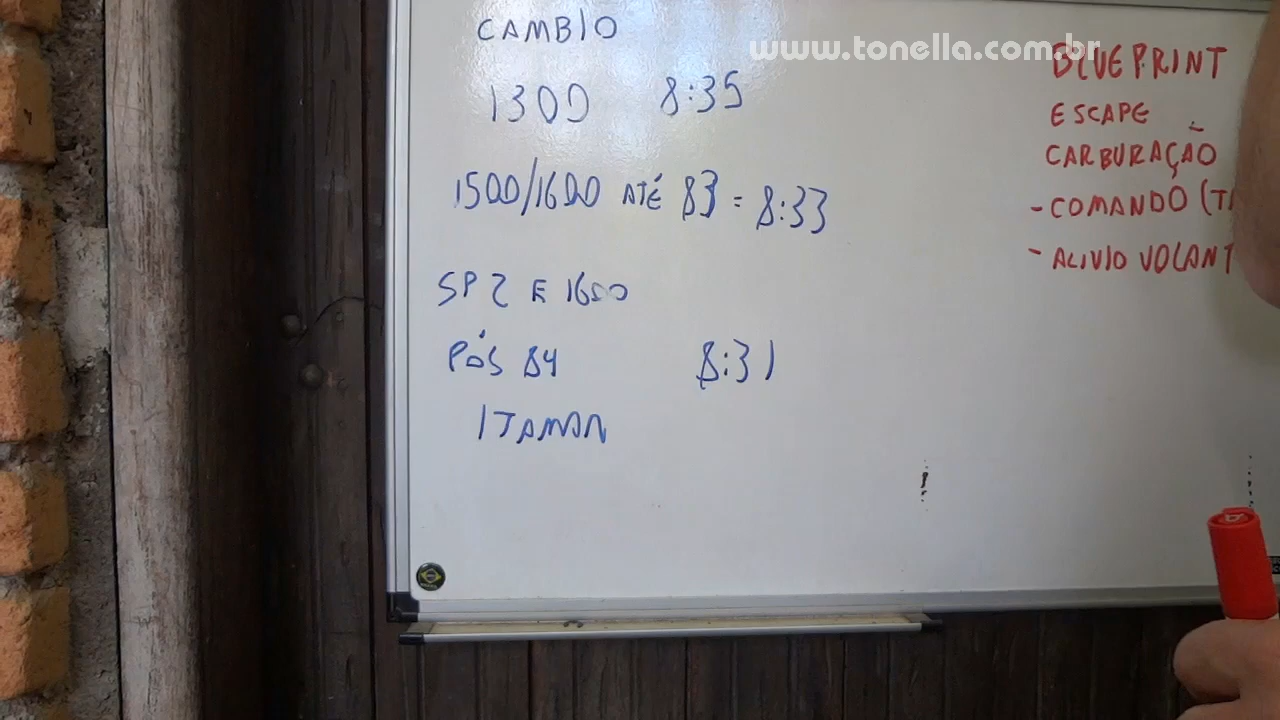 CAMBIO
1300 8:35
1500/1600 ATÉ 83 = 8:33
SP2 E 1600
PÓS 84 8:31
ITAMAR
www.tonella.com.br
BLUEPRINT
ESCAPE
CARBURAÇÃO
- COMANDO (T
- ALIVIO VOLANT